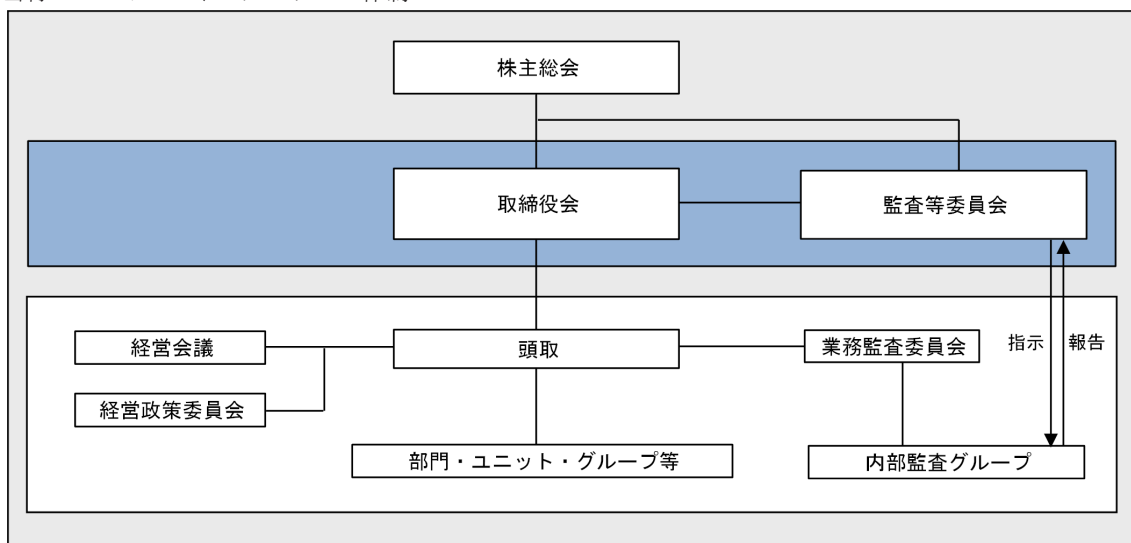 株主総会
取締役会
監査等委員会
経営会議
頭取
業務監査委員会
指示
報告
経営政策委員会
部門・ユニット・グループ等
内部監査グループ